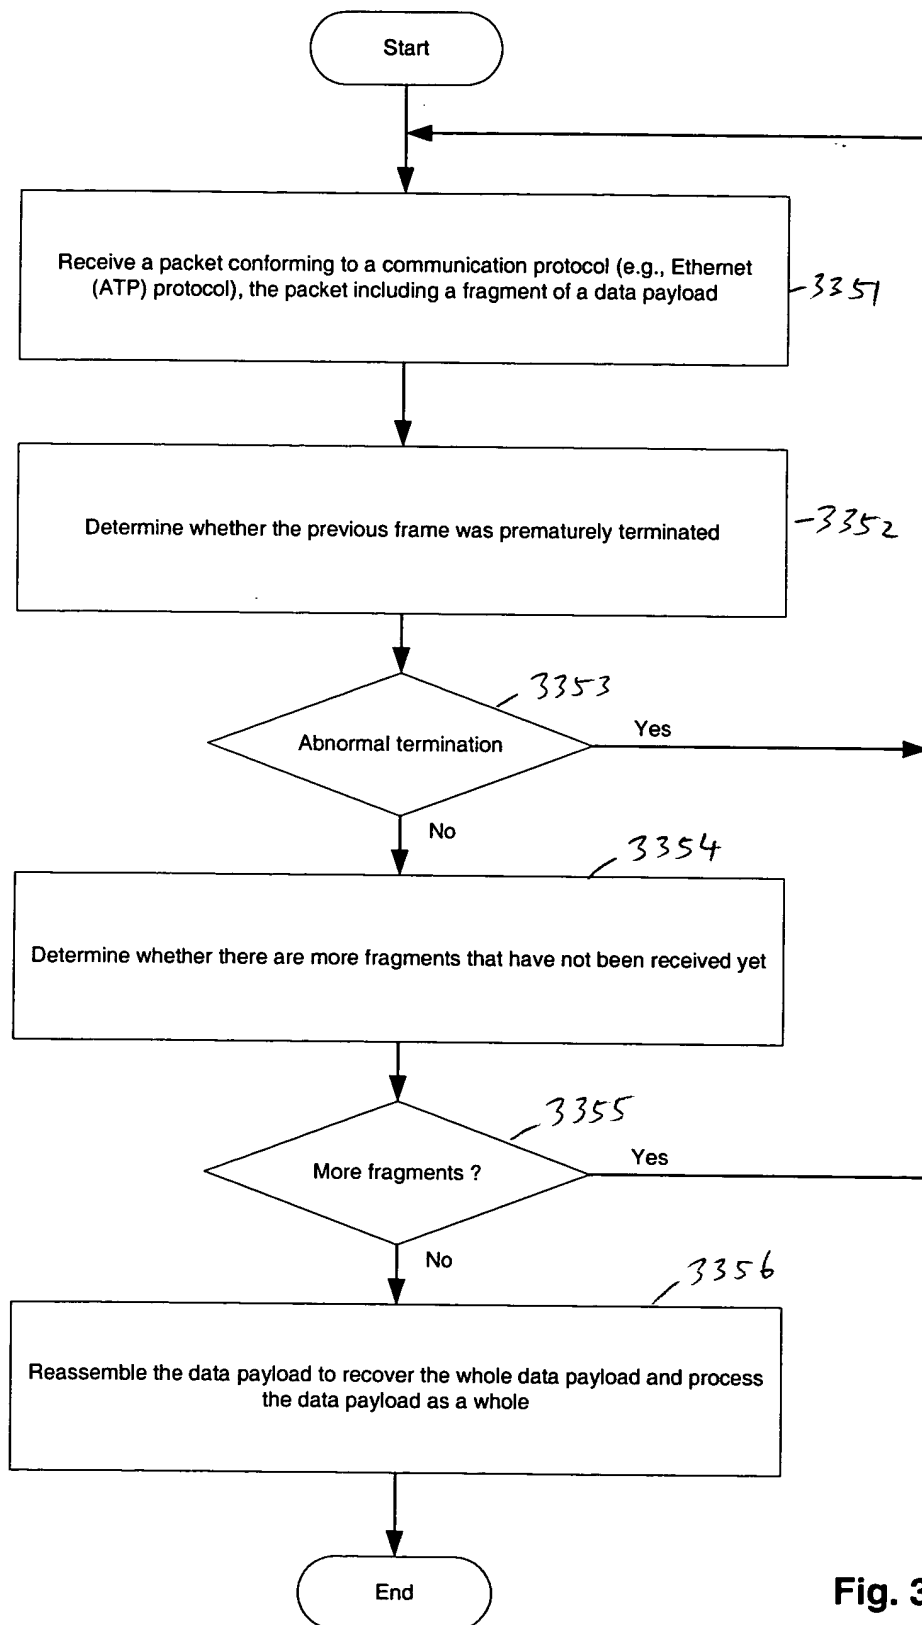 Start
Receive a packet conforming to a communication protocol (e.g., Ethernet
(ATP) protocol), the packet including a fragment of a data payload
3351
Determine whether the previous frame was prematurely terminated
3352
3353
Abnormal termination
Yes
No
3354
Determine whether there are more fragments that have not been received yet
3355
More fragments ?
Yes
No
3356
Reassemble the data payload to recover the whole data payload and process
the data payload as a whole
End
Fig. 3